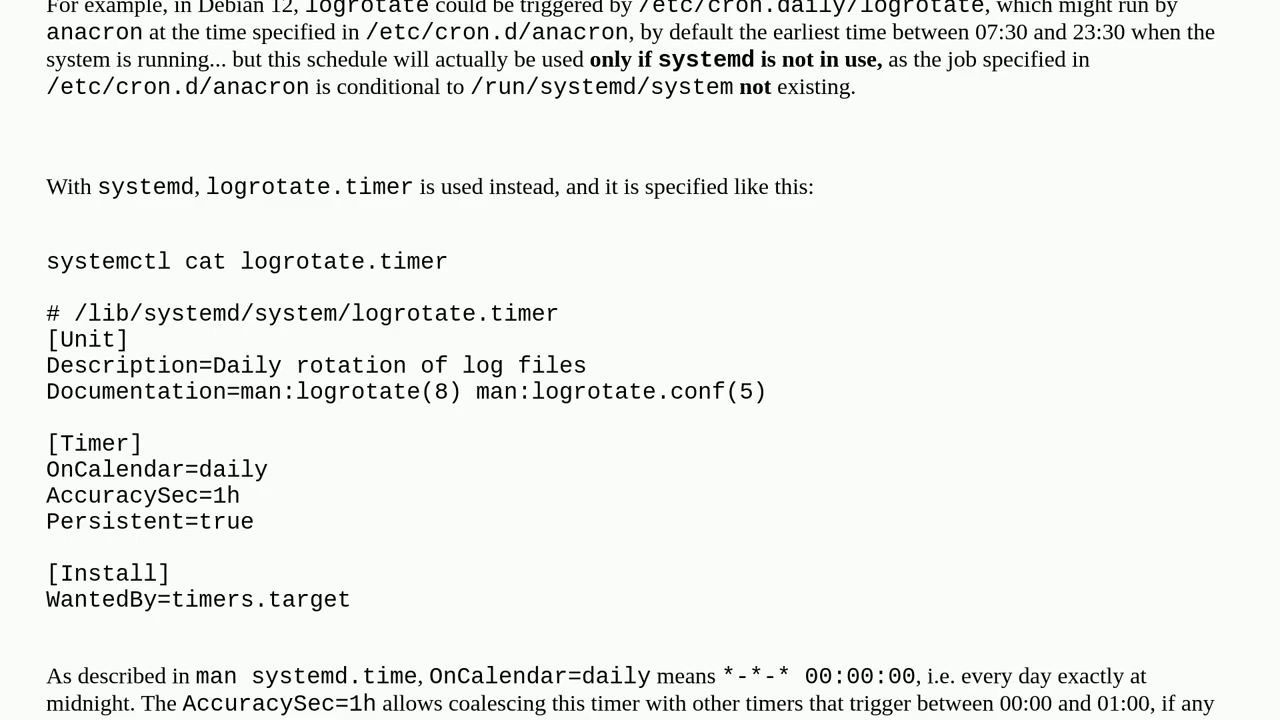 For example, in Debian 12, logrotate could be triggered by /etc/cron.daily/logrotate, which might run by
anacron at the time specified in /etc/cron.d/anacron, by default the earliest time between 07:30 and 23:30 when the
system is running... but this schedule will actually be used only if systemd is not in use, as the job specified in
/etc/cron.d/anacron is conditional to /run/systemd/system not existing.
With systemd, logrotate.timer is used instead, and it is specified like this:
systemctl cat logrotate.timer
# /lib/systemd/system/logrotate.timer
[Unit]
Description=Daily rotation of log files
Documentation=man:logrotate(8) man:logrotate.conf(5)
[Timer]
OnCalendar=daily
AccuracySec=1h
Persistent=true
[Install]
WantedBy=timers.target
As described in man systemd.time, OnCalendar=daily means *-*-* 00:00:00, i.e. every day exactly at
midnight. The AccuracySec=1h allows coalescing this timer with other timers that trigger between 00:00 and 01:00, if any